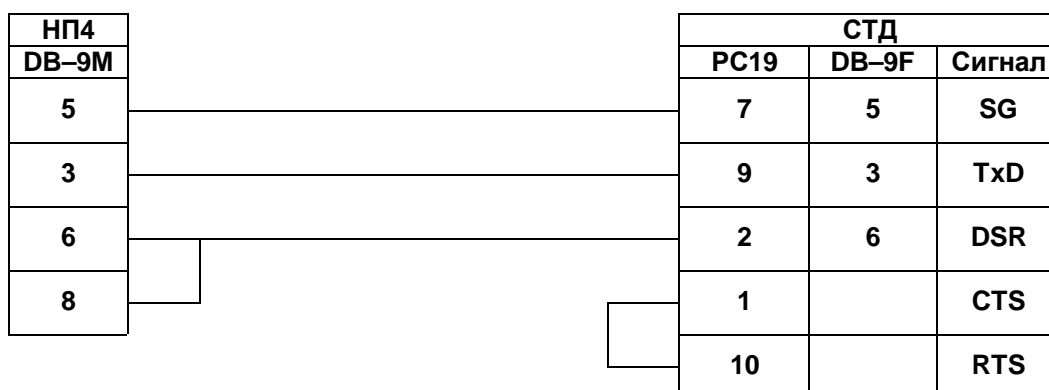 НП4 СТД
DB–9M РС19 DB–9F Сигнал
5 7 5 SG
3 9 3 TxD
6 2 6 DSR
8 1 CTS
10 RTS